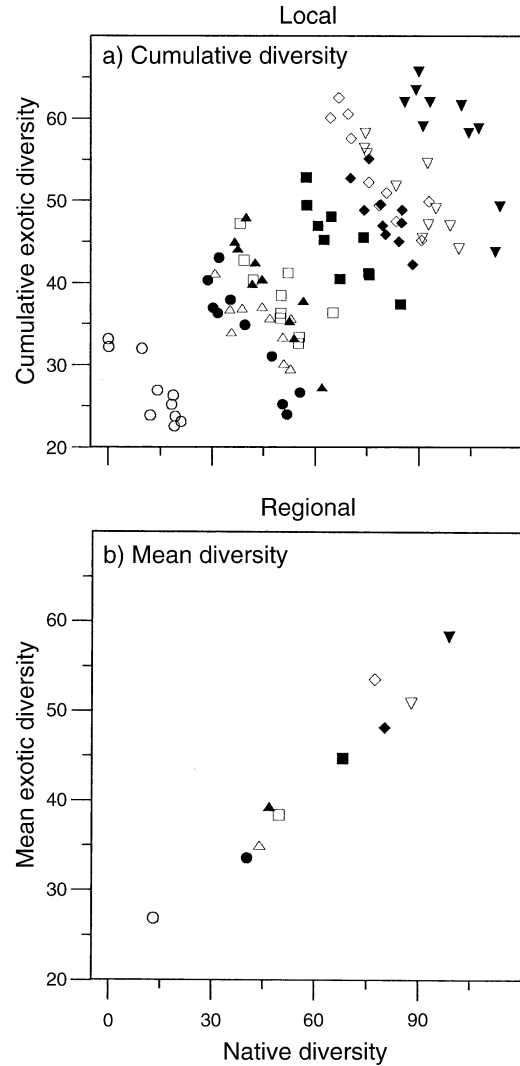 Local
a) Cumulative diversity
Cumulative exotic diversity
60
50
40
30
20
Regional
b) Mean diversity
Mean exotic diversity
60
50
40
30
20
0 30 60 90
Native diversity